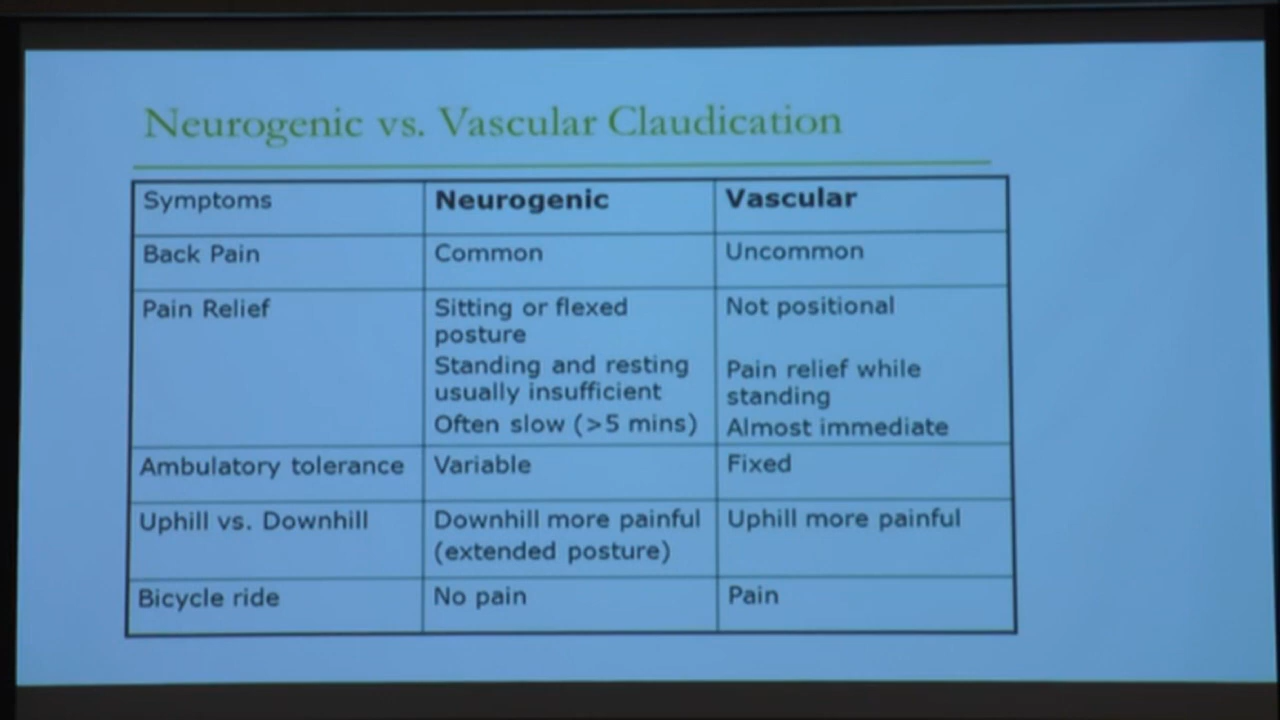 Neurogenic vs. Vascular Claudication
Symptoms Neurogenic Vascular
Back Pain Common Uncommon
Pain Relief Sitting or flexed Not positional
posture
Standing and resting Pain relief while
usually insufficient standing
Often slow (>5 mins) Almost immediate
Ambulatory tolerance Variable Fixed
Uphill vs. Downhill Downhill more painful Uphill more painful
(extended posture)
Bicycle ride No pain Pain